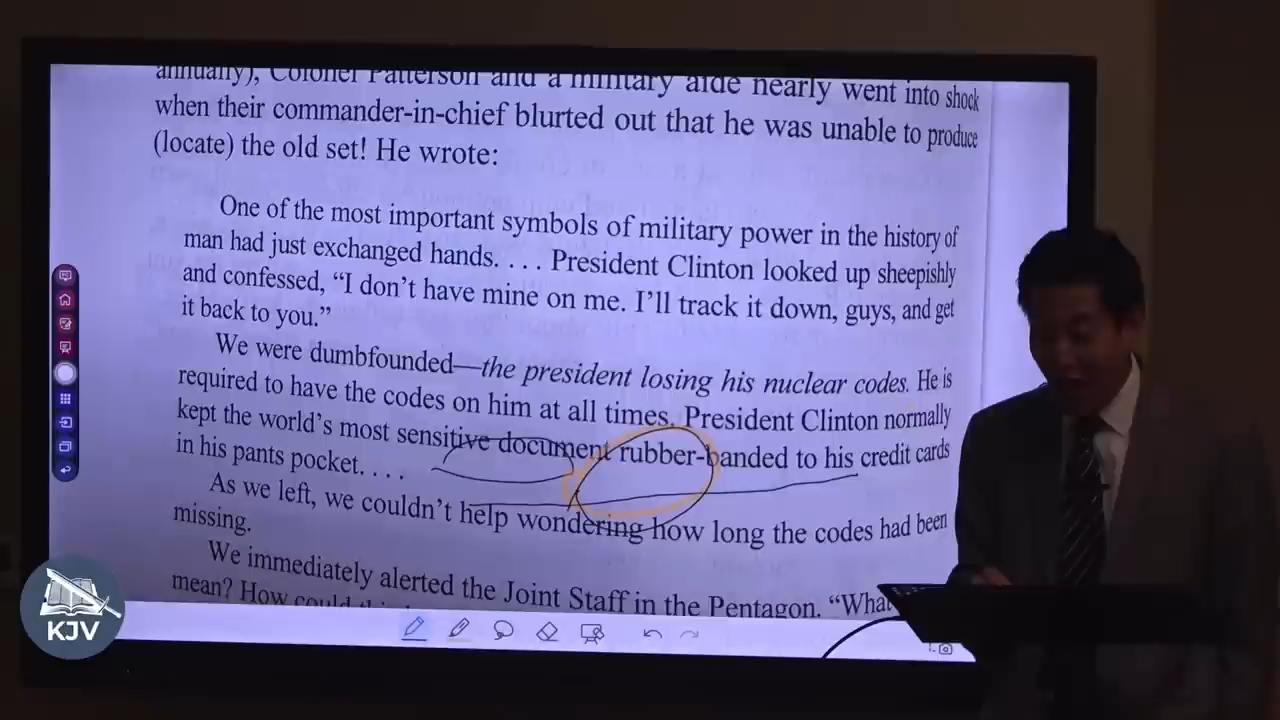 annually), Colonel Patterson and a military aide nearly went into shock
when their commander-in-chief blurted out that he was unable to produce
(locate) the old set! He wrote:
One of the most important symbols of military power in the history of
man had just exchanged hands. . . . President Clinton looked up sheepishly
and confessed, “I don’t have mine on me. I’ll track it down, guys, and get
it back to you.”
We were dumbfounded—the president losing his nuclear codes. He is
required to have the codes on him at all times. President Clinton normally
kept the world’s most sensitive document rubber-banded to his credit cards
in his pants pocket. . . .
As we left, we couldn’t help wondering how long the codes had been
missing.
We immediately alerted the Joint Staff in the Pentagon. “What
mean? How could
KJV